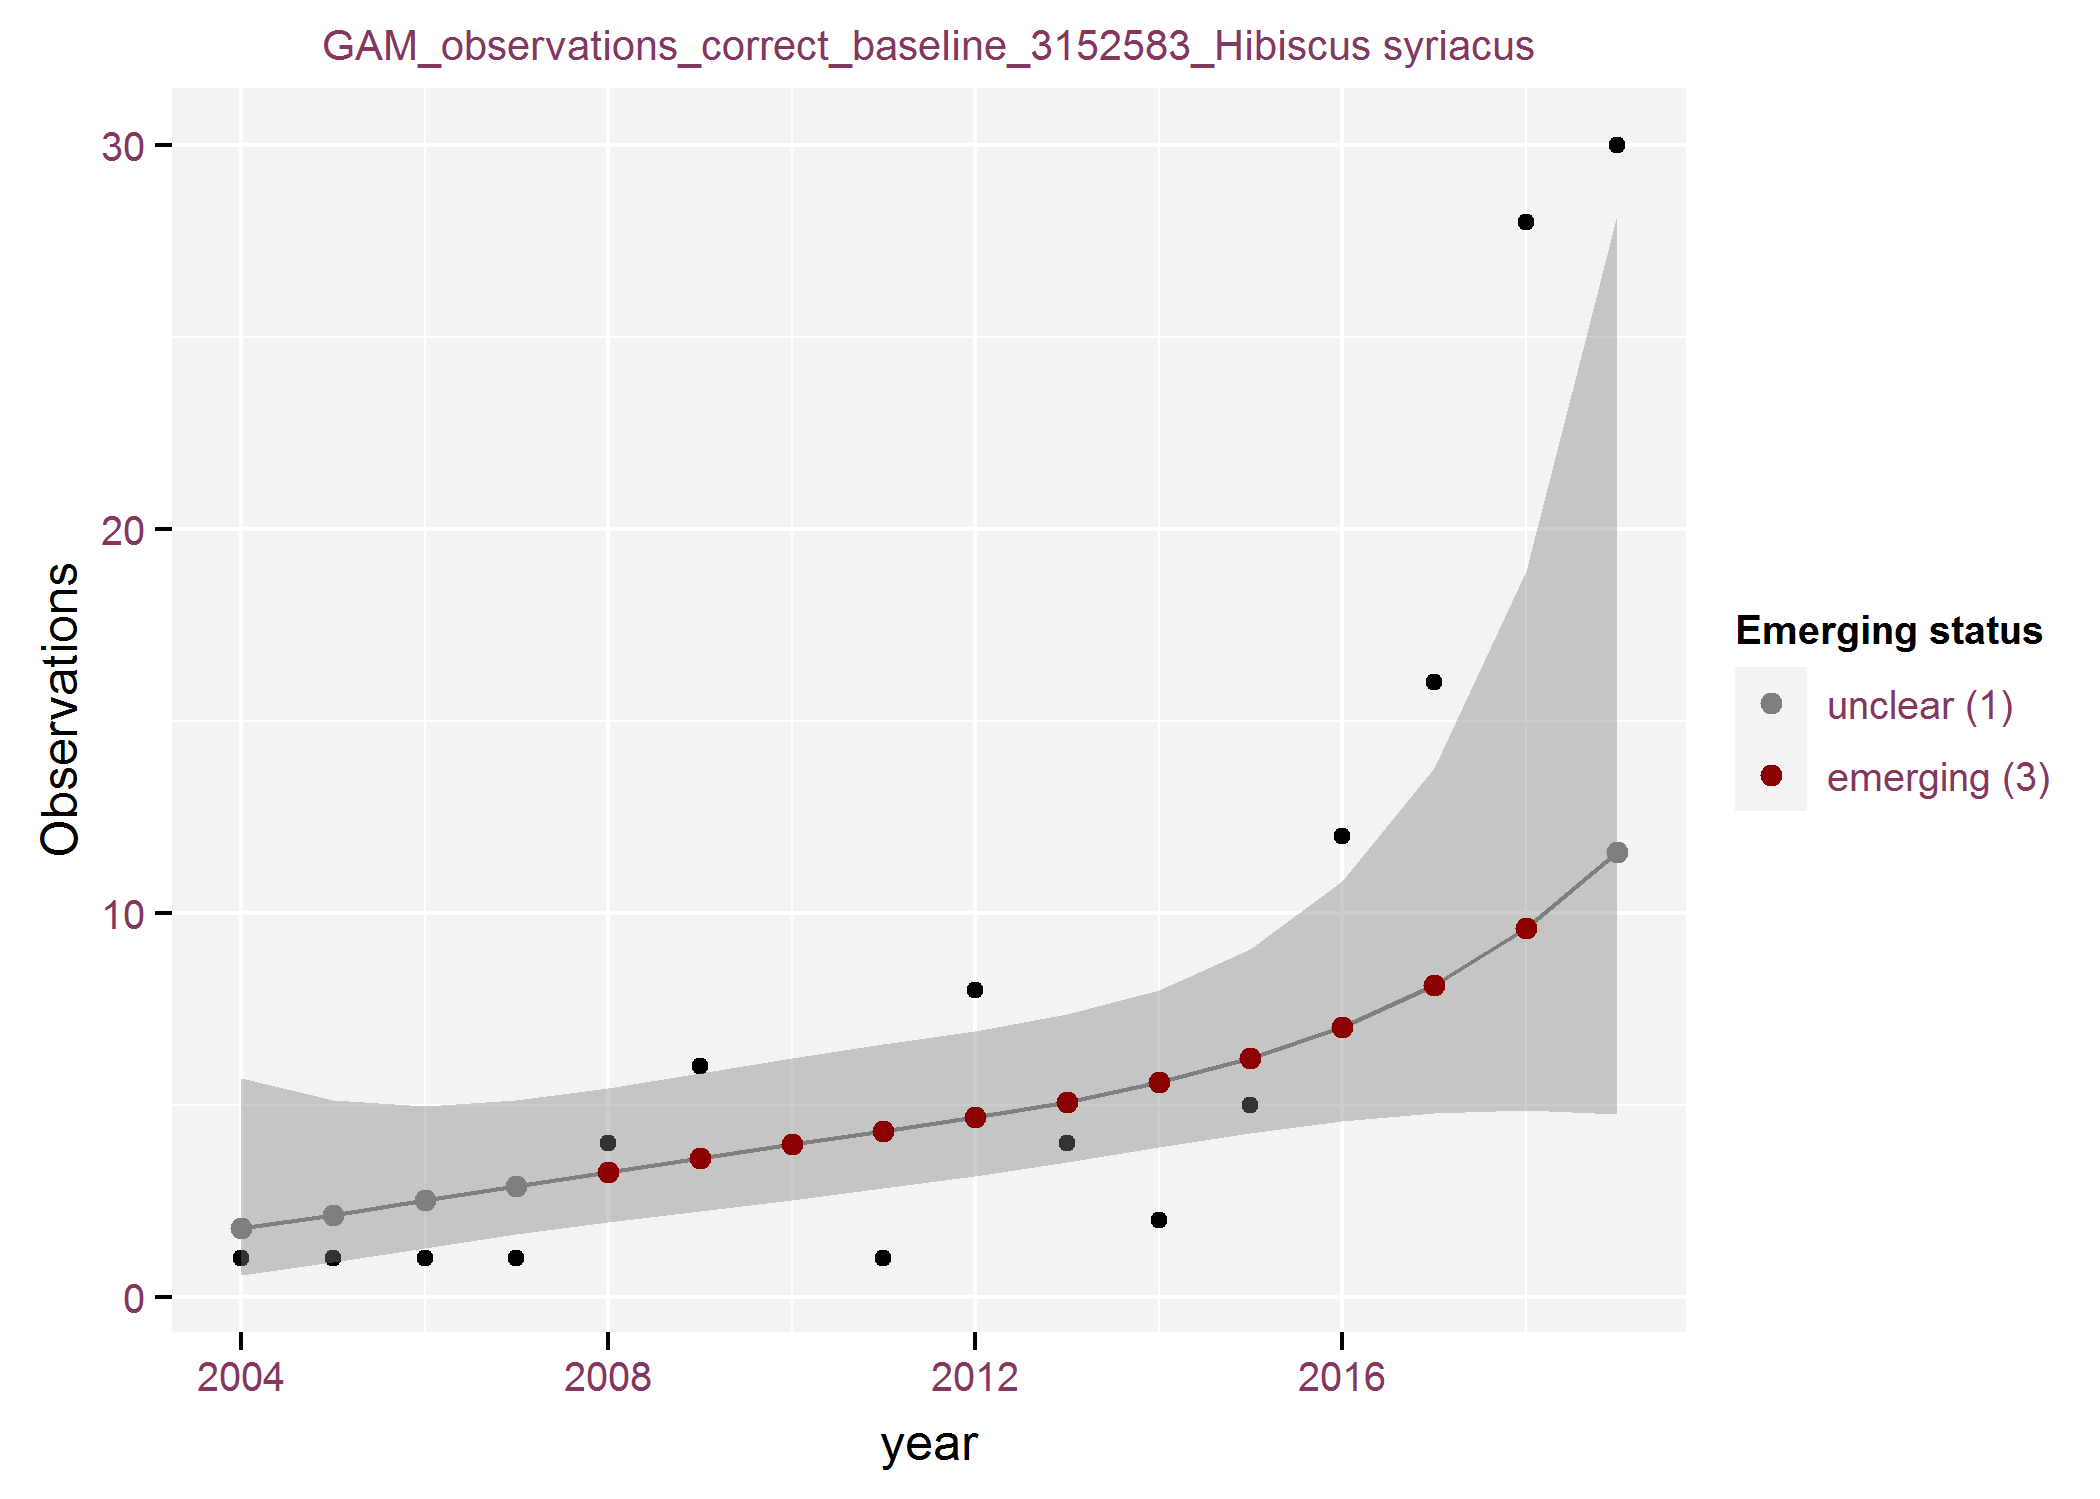 GAM_observations_correct_baseline_3152583_Hibiscus syriacus
30
20
10
0
Observations
2004 2008 2012 2016
year
Emerging status
unclear (1)
emerging (3)